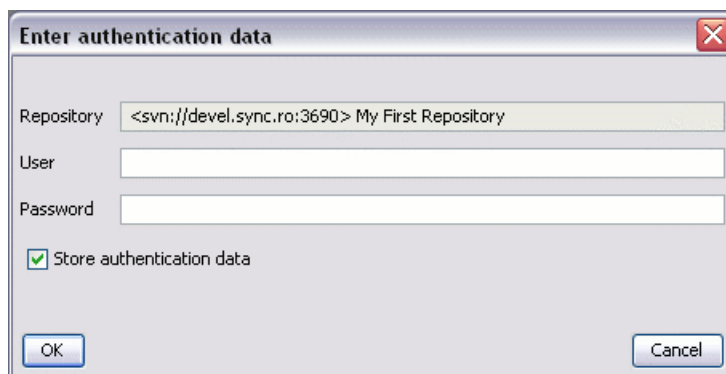 Enter authentication data
Repository <svn://devel.sync.ro:3690> My First Repository
User
Password
Store authentication data
OK Cancel